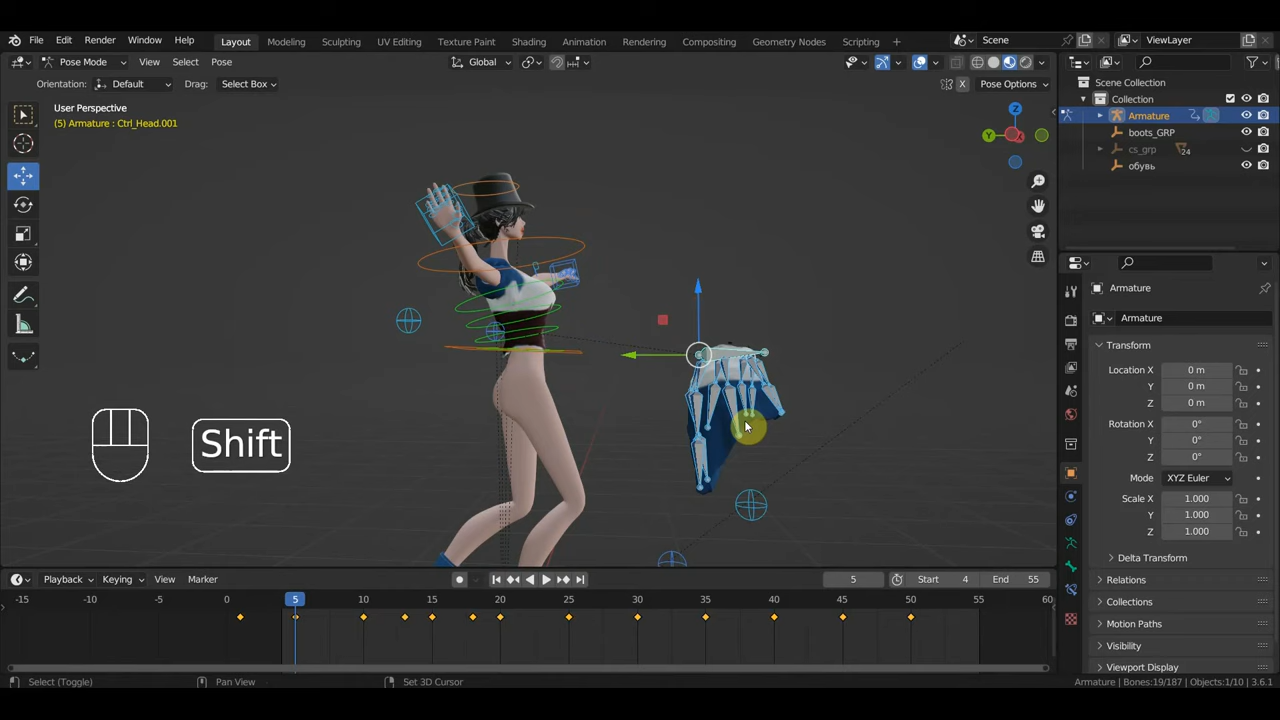 File Edit Render Window Help Layout Modeling Sculpting UV Editing Texture Paint Shading Animation Rendering Compositing Geometry Nodes Scripting + Scene ViewLayer
Pose Mode View Select Pose Global
Orientation: Default Drag: Select Box X Pose Options
User Perspective
(5) Armature : Ctrl_Head.001
Z
Y
X
Scene Collection
Collection
Armature
boots_GRP
cs_grp 24
обувь
Armature
Armature
Transform
Location X 0 m
Y 0 m
Z 0 m
Rotation X 0°
Y 0°
Z 0°
Mode XYZ Euler
Scale X 1.000
Y 1.000
Z 1.000
Delta Transform
Relations
Collections
Motion Paths
Visibility
Viewport Display
Shift
Playback Keying View Marker 5 Start 4 End 55
-15 -10 -5 0 5 10 15 20 25 30 35 40 45 50 55 60
Select (Toggle) Pan View Set 3D Cursor Armature | Bones:19/187 | Objects:1/10 | 3.6.1